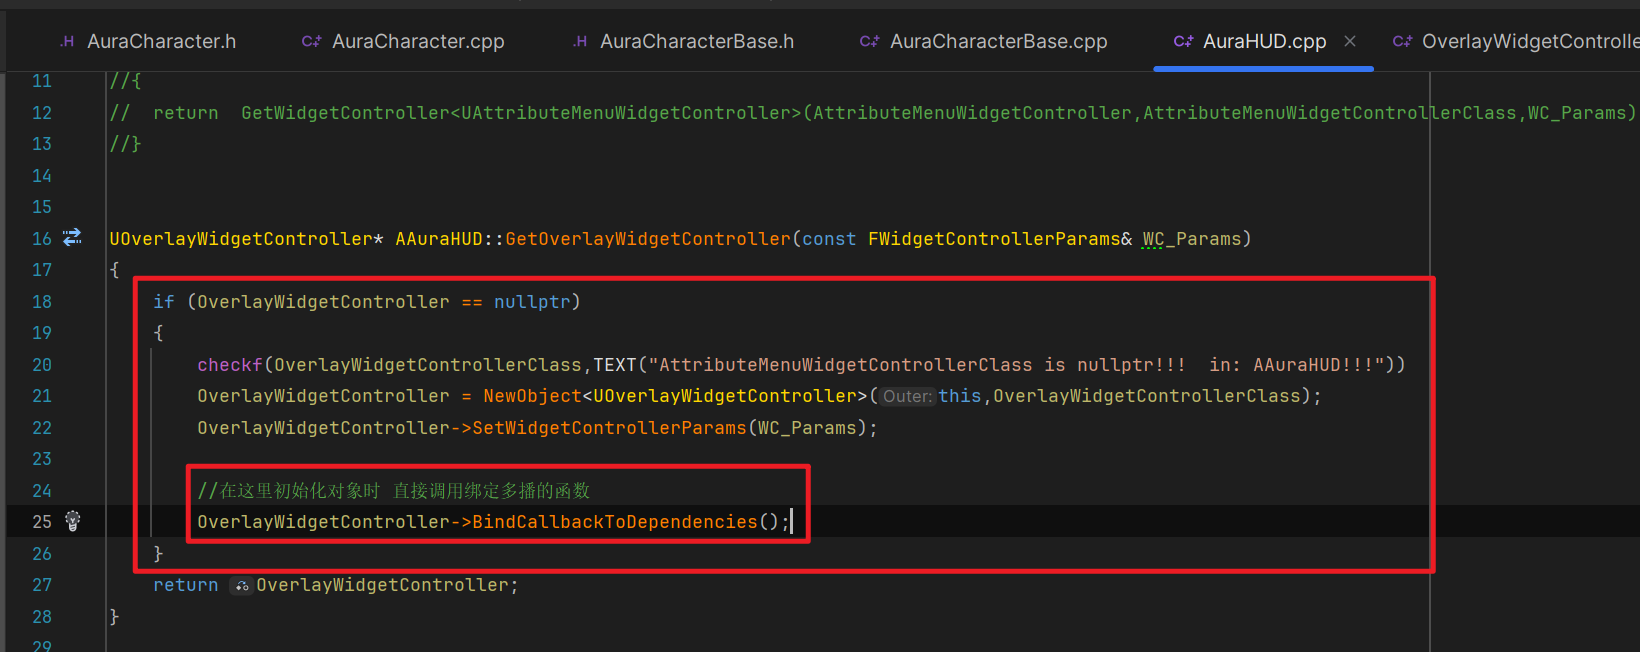 .H AuraCharacter.h C++ AuraCharacter.cpp .H AuraCharacterBase.h C++ AuraCharacterBase.cpp C++ AuraHUD.cpp × C++ OverlayWidgetControlle
11 //{
12 // return GetWidgetController<UAttributeMenuWidgetController>(AttributeMenuWidgetController,AttributeMenuWidgetControllerClass,WC_Params)
13 //}
14
15
16 UOverlayWidgetController* AAuraHUD::GetOverlayWidgetController(const FWidgetControllerParams& WC_Params)
17 {
18 if (OverlayWidgetController == nullptr)
19 {
20 checkf(OverlayWidgetControllerClass,TEXT("AttributeMenuWidgetControllerClass is nullptr!!! in: AAuraHUD!!!"))
21 OverlayWidgetController = NewObject<UOverlayWidgetController>(Outer:this,OverlayWidgetControllerClass);
22 OverlayWidgetController->SetWidgetControllerParams(WC_Params);
23
24 //在这里初始化对象时 直接调用绑定多播的函数
25 OverlayWidgetController->BindCallbackToDependencies();
26 }
27 return OverlayWidgetController;
28 }
29